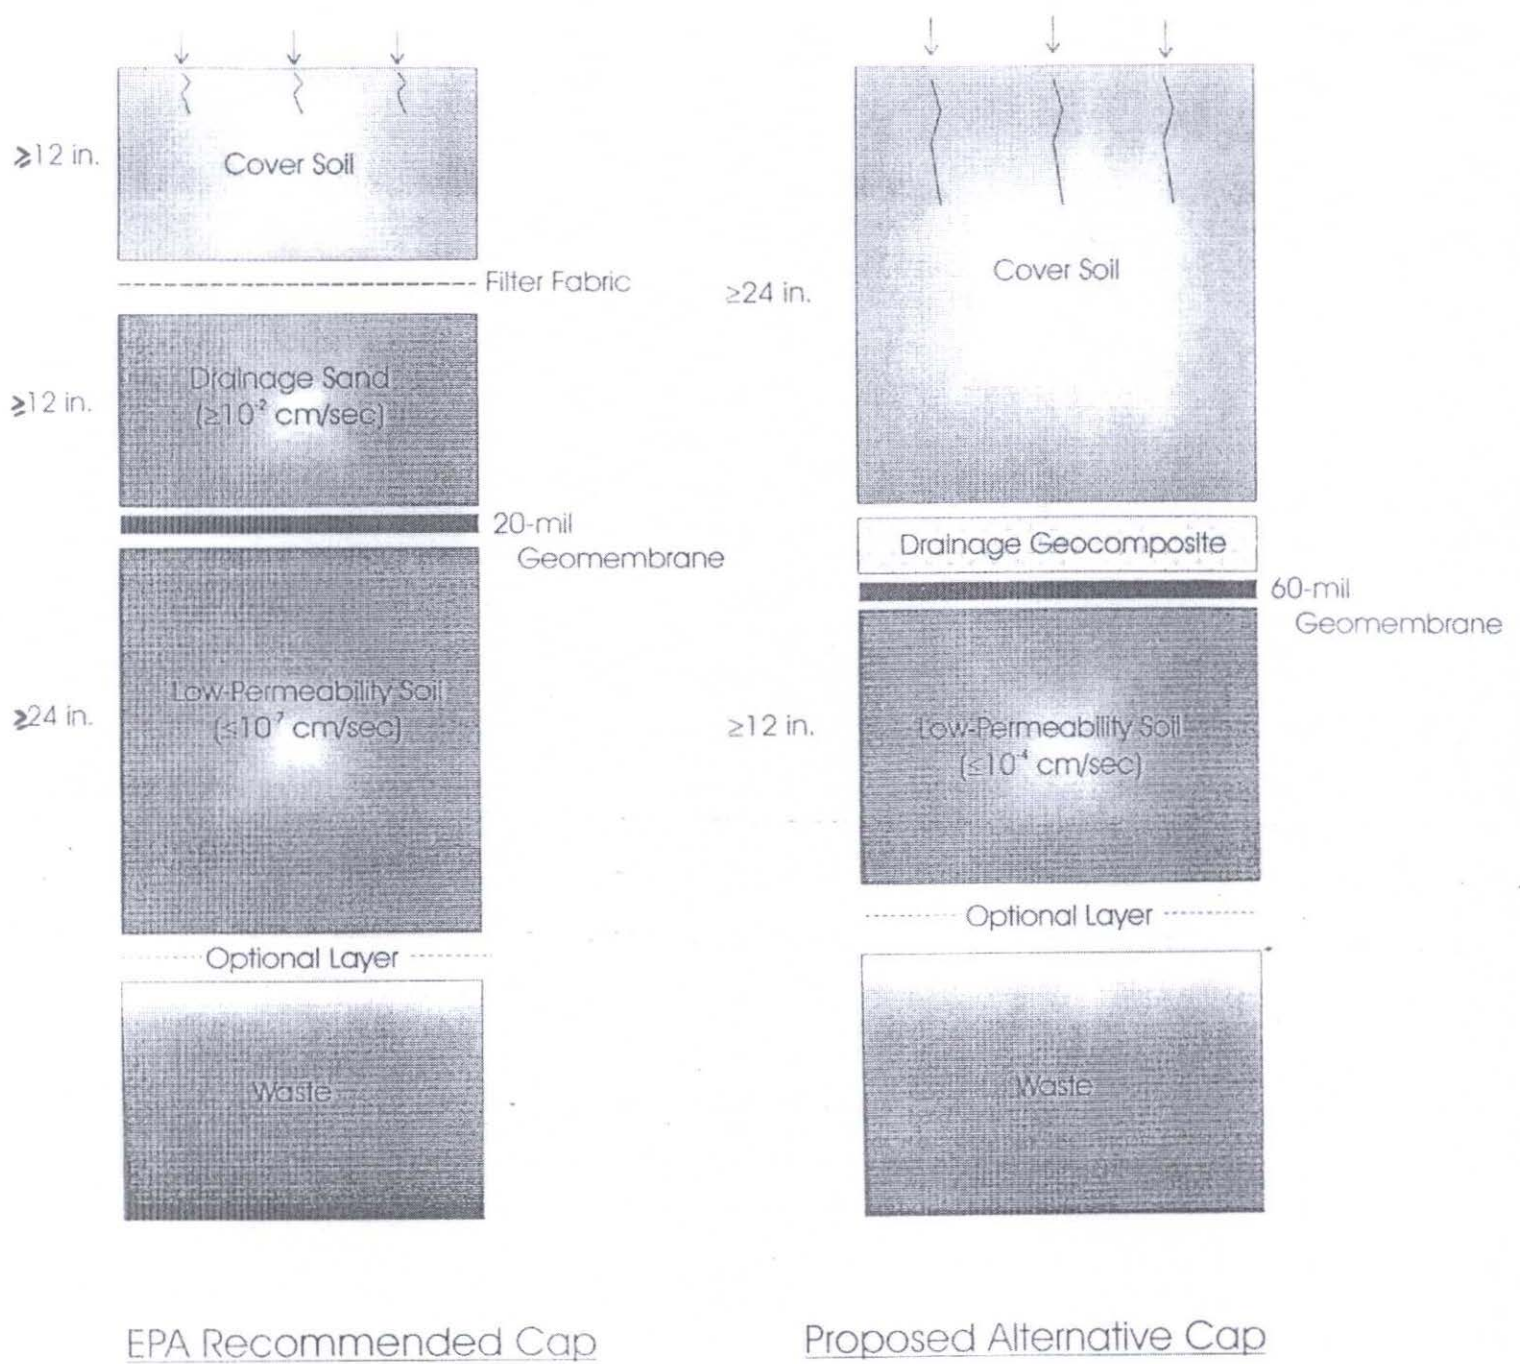 ≥12 in.
Cover Soil
Filter Fabric
≥12 in.
Drainage Sand
(≥10⁻² cm/sec)
20-mil
Geomembrane
≥24 in.
Low-Permeability Soil
(≤10⁻⁷ cm/sec)
Optional Layer
Waste
EPA Recommended Cap
≥24 in.
Cover Soil
Drainage Geocomposite
60-mil
Geomembrane
≥12 in.
Low-Permeability Soil
cm/sec)
Optional Layer
Waste
Proposed Alternative Cap